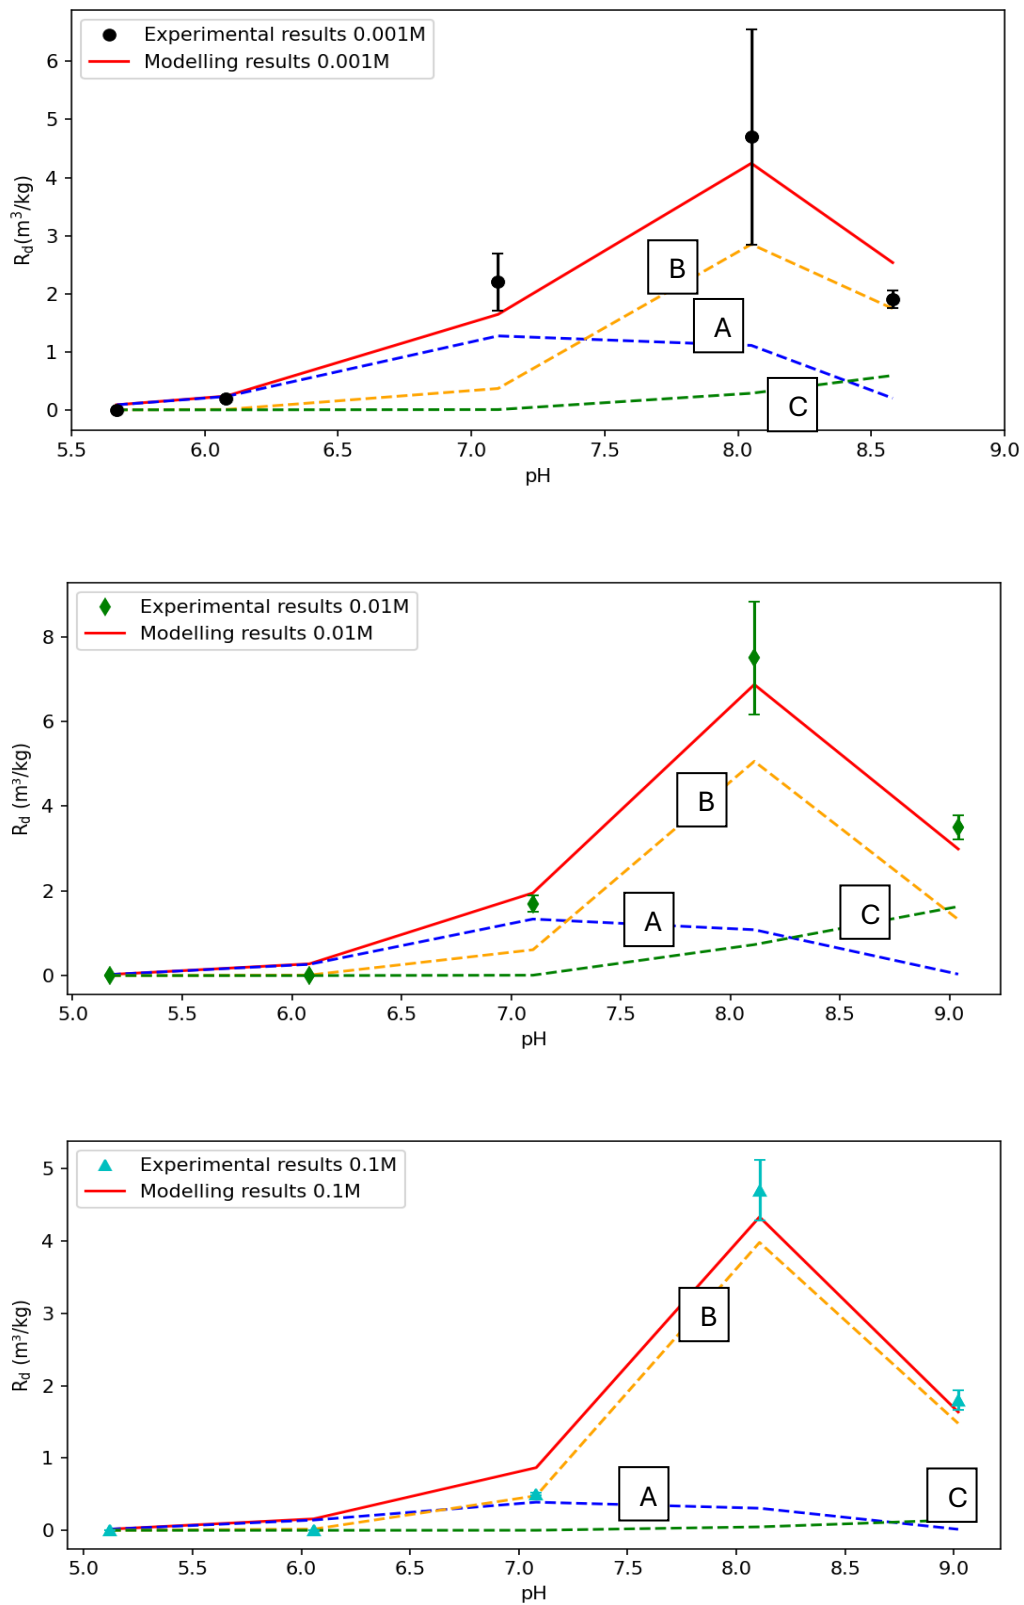 Experimental results 0.001M
Modelling results 0.001M
6
5
4
3
2
1
0
Rd(m³/kg)
B
A
C
5.5 6.0 6.5 7.0 7.5 8.0 8.5 9.0
pH
Experimental results 0.01M
Modelling results 0.01M
8
6
4
2
0
Rd (m³/kg)
B
A
C
5.0 5.5 6.0 6.5 7.0 7.5 8.0 8.5 9.0
pH
Experimental results 0.1M
Modelling results 0.1M
5
4
3
2
1
0
Rd (m³/kg)
B
A
C
5.0 5.5 6.0 6.5 7.0 7.5 8.0 8.5 9.0
pH